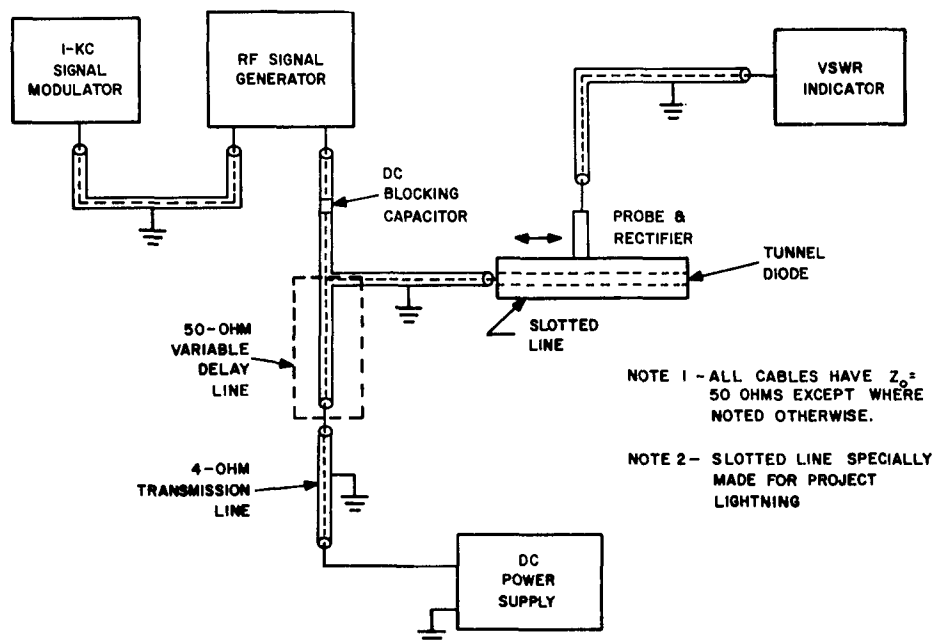 1-KC
SIGNAL
MODULATOR
RF SIGNAL
GENERATOR
VSWR
INDICATOR
DC
BLOCKING
CAPACITOR
PROBE &
RECTIFIER
TUNNEL
DIODE
SLOTTED
LINE
50-OHM
VARIABLE
DELAY
LINE
NOTE 1 - ALL CABLES HAVE Zₒ=
50 OHMS EXCEPT WHERE
NOTED OTHERWISE.
NOTE 2- SLOTTED LINE SPECIALLY
MADE FOR PROJECT
LIGHTNING
4-OHM
TRANSMISSION
LINE
DC
POWER
SUPPLY